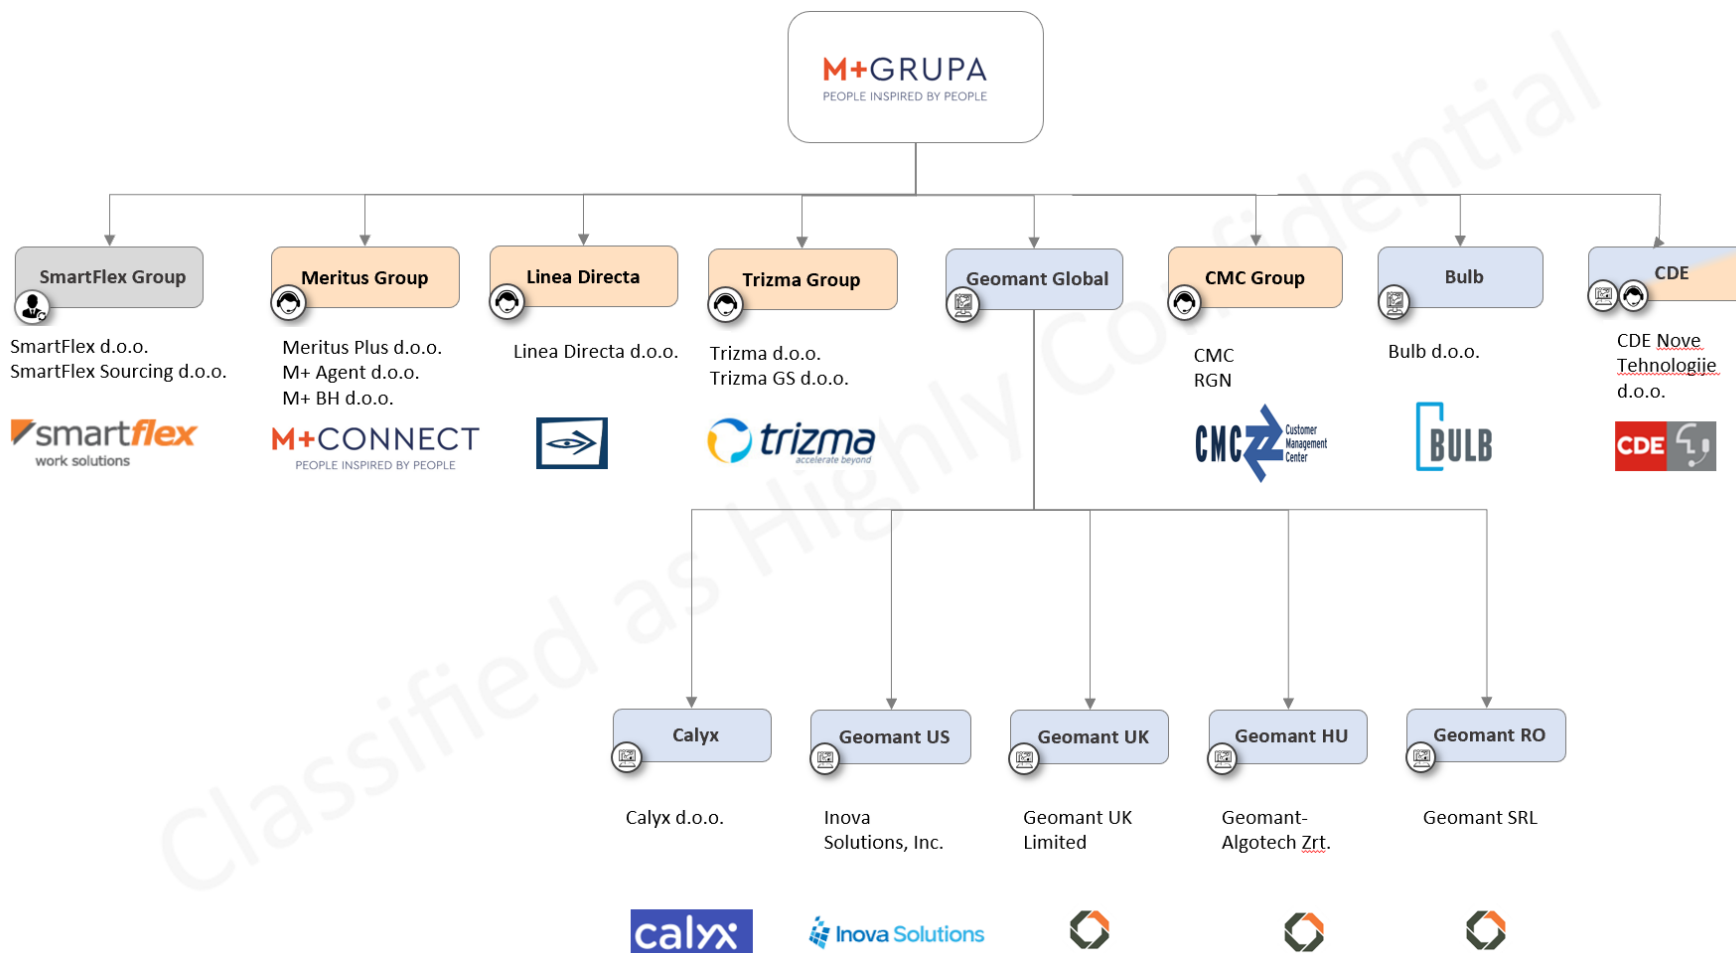 M+GRUPA
PEOPLE INSPIRED BY PEOPLE
SmartFlex Group
Meritus Group
Linea Directa
Trizma Group
Geomant Global
CMC Group
Bulb
CDE
SmartFlex d.o.o.
SmartFlex Sourcing d.o.o.
Meritus Plus d.o.o.
M+ Agent d.o.o.
M+ BH d.o.o.
Linea Directa d.o.o.
Trizma d.o.o.
Trizma GS d.o.o.
CMC
RGN
Bulb d.o.o.
CDE Nove
Tehnologije
d.o.o.
smartflex
work solutions
M+CONNECT
PEOPLE INSPIRED BY PEOPLE
trizma
accelerate beyond
CMC
Customer
Management
Center
BULB
CDE
Calyx
Geomant US
Geomant UK
Geomant HU
Geomant RO
Calyx d.o.o.
Inova
Solutions, Inc.
Geomant UK
Limited
Geomant-
Algotech Zrt.
Geomant SRL
calyx
Inova Solutions
Classified as Highly Confidential